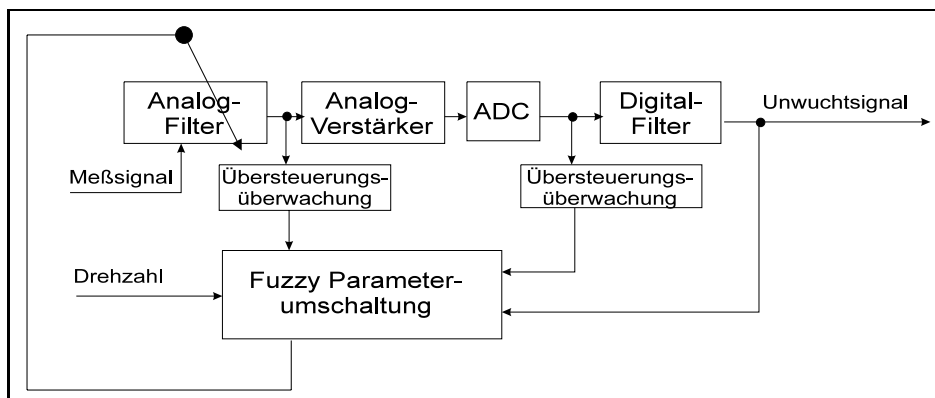 Analog-
Filter
Analog-
Verstärker
ADC
Digital-
Filter
Unwuchtsignal
Meßsignal
Übersteuerungs-
überwachung
Übersteuerungs-
überwachung
Drehzahl
Fuzzy Parameter-
umschaltung